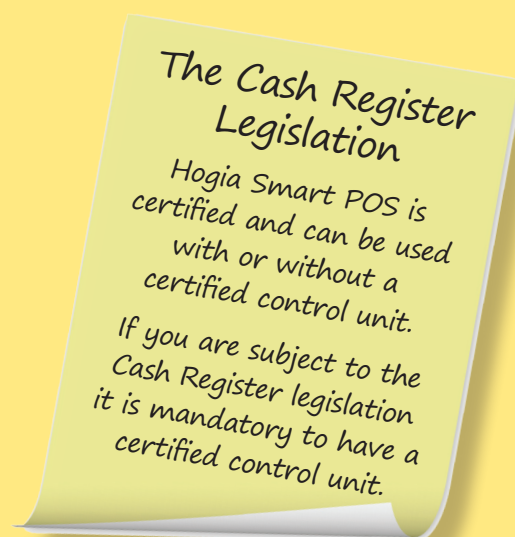 The Cash Register
Legislation
Hogia Smart POS is
certified and can be used
with or without a
certified control unit.
If you are subject to the
Cash Register legislation
it is mandatory to have a
certified control unit.